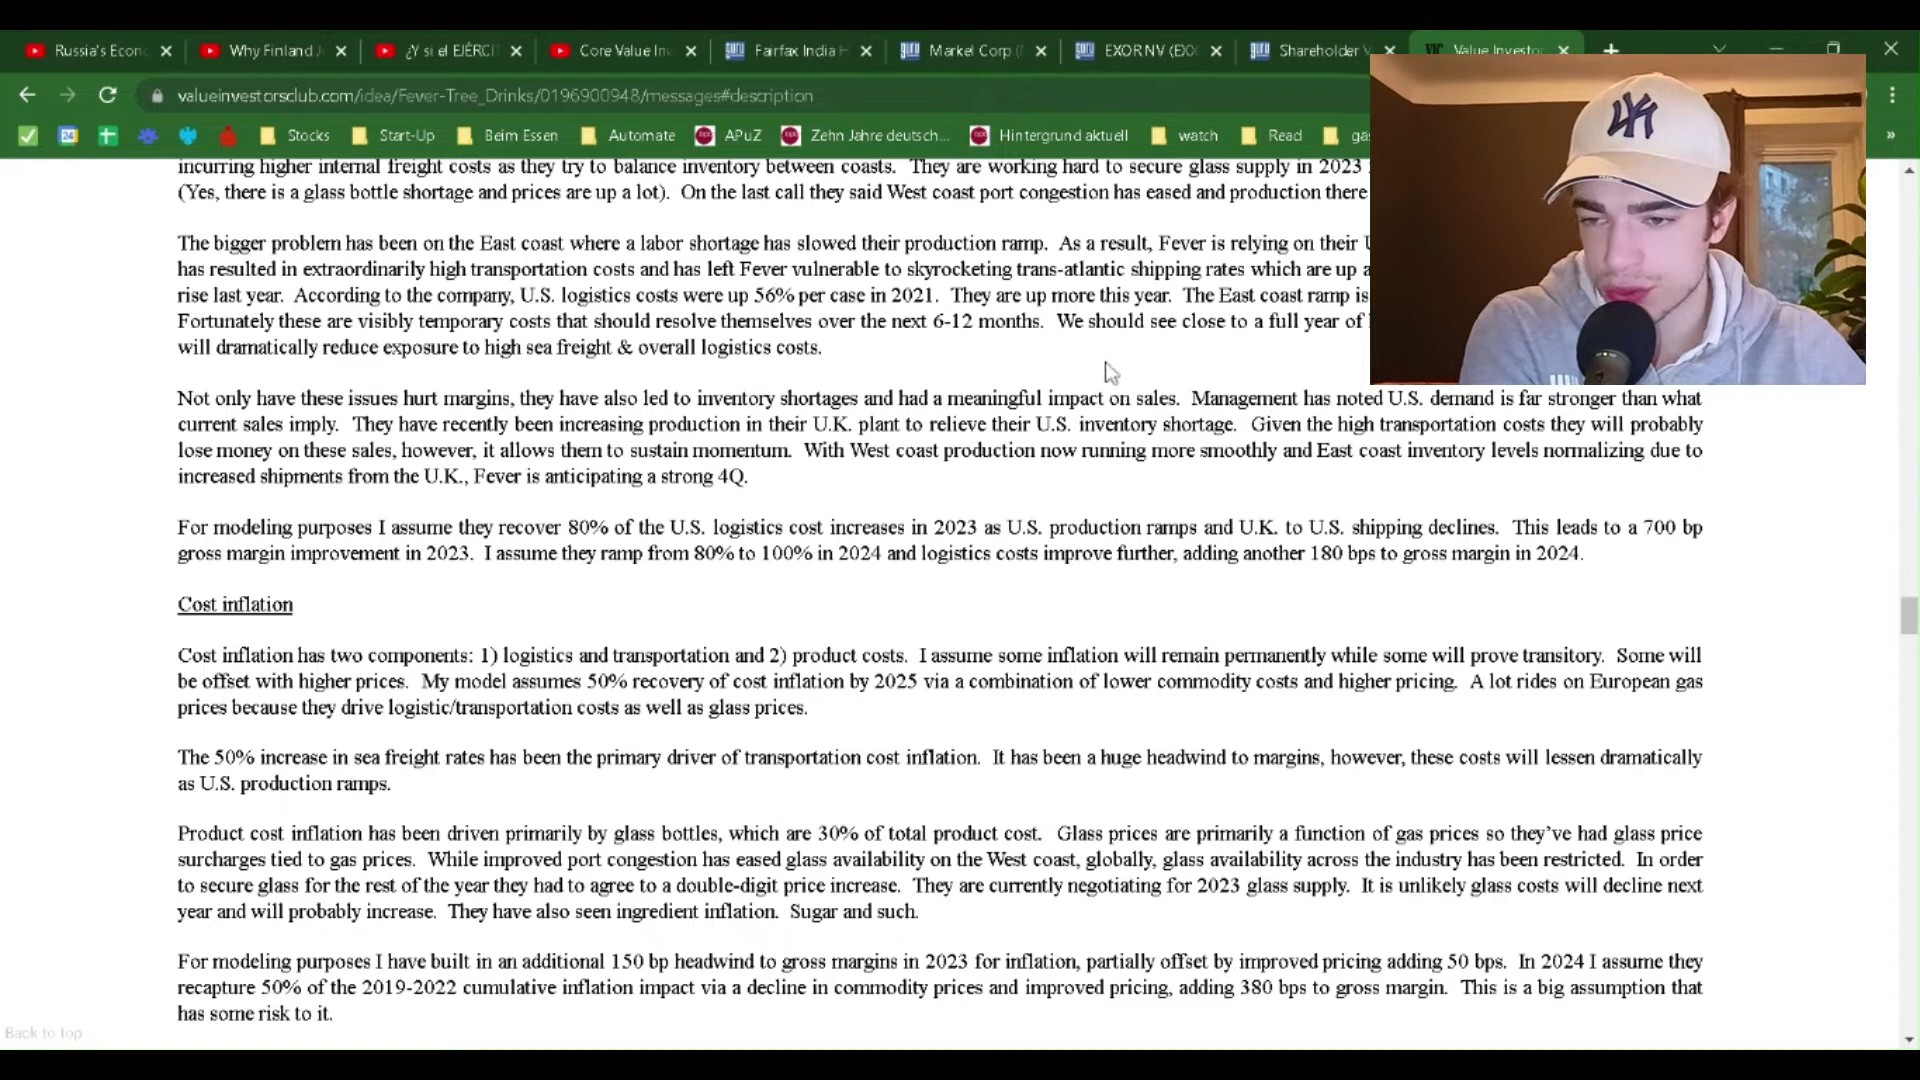 Russia's Econ
Why Finland J
¿Y si el EJÉRCI
Core Value Inv
Fairfax India H
Markel Corp (
EXOR NV (EXX
Shareholder V
VIC Value Investor
valueinvestorsclub.com/idea/Fever-Tree_Drinks/0196900948/messages#description
24 Stocks Start-Up Beim Essen Automate APuZ Zehn Jahre deutsch... Hintergrund aktuell watch Read gas
incurring higher internal freight costs as they try to balance inventory between coasts. They are working hard to secure glass supply in 2023
(Yes, there is a glass bottle shortage and prices are up a lot). On the last call they said West coast port congestion has eased and production there
The bigger problem has been on the East coast where a labor shortage has slowed their production ramp. As a result, Fever is relying on their U
has resulted in extraordinarily high transportation costs and has left Fever vulnerable to skyrocketing trans-atlantic shipping rates which are up a
rise last year. According to the company, U.S. logistics costs were up 56% per case in 2021. They are up more this year. The East coast ramp is
Fortunately these are visibly temporary costs that should resolve themselves over the next 6-12 months. We should see close to a full year of
will dramatically reduce exposure to high sea freight & overall logistics costs.
Not only have these issues hurt margins, they have also led to inventory shortages and had a meaningful impact on sales. Management has noted U.S. demand is far stronger than what
current sales imply. They have recently been increasing production in their U.K. plant to relieve their U.S. inventory shortage. Given the high transportation costs they will probably
lose money on these sales, however, it allows them to sustain momentum. With West coast production now running more smoothly and East coast inventory levels normalizing due to
increased shipments from the U.K., Fever is anticipating a strong 4Q.
For modeling purposes I assume they recover 80% of the U.S. logistics cost increases in 2023 as U.S. production ramps and U.K. to U.S. shipping declines. This leads to a 700 bp
gross margin improvement in 2023. I assume they ramp from 80% to 100% in 2024 and logistics costs improve further, adding another 180 bps to gross margin in 2024.
Cost inflation
Cost inflation has two components: 1) logistics and transportation and 2) product costs. I assume some inflation will remain permanently while some will prove transitory. Some will
be offset with higher prices. My model assumes 50% recovery of cost inflation by 2025 via a combination of lower commodity costs and higher pricing. A lot rides on European gas
prices because they drive logistic/transportation costs as well as glass prices.
The 50% increase in sea freight rates has been the primary driver of transportation cost inflation. It has been a huge headwind to margins, however, these costs will lessen dramatically
as U.S. production ramps.
Product cost inflation has been driven primarily by glass bottles, which are 30% of total product cost. Glass prices are primarily a function of gas prices so they've had glass price
surcharges tied to gas prices. While improved port congestion has eased glass availability on the West coast, globally, glass availability across the industry has been restricted. In order
to secure glass for the rest of the year they had to agree to a double-digit price increase. They are currently negotiating for 2023 glass supply. It is unlikely glass costs will decline next
year and will probably increase. They have also seen ingredient inflation. Sugar and such.
For modeling purposes I have built in an additional 150 bp headwind to gross margins in 2023 for inflation, partially offset by improved pricing adding 50 bps. In 2024 I assume they
recapture 50% of the 2019-2022 cumulative inflation impact via a decline in commodity prices and improved pricing, adding 380 bps to gross margin. This is a big assumption that
has some risk to it.
Back to top